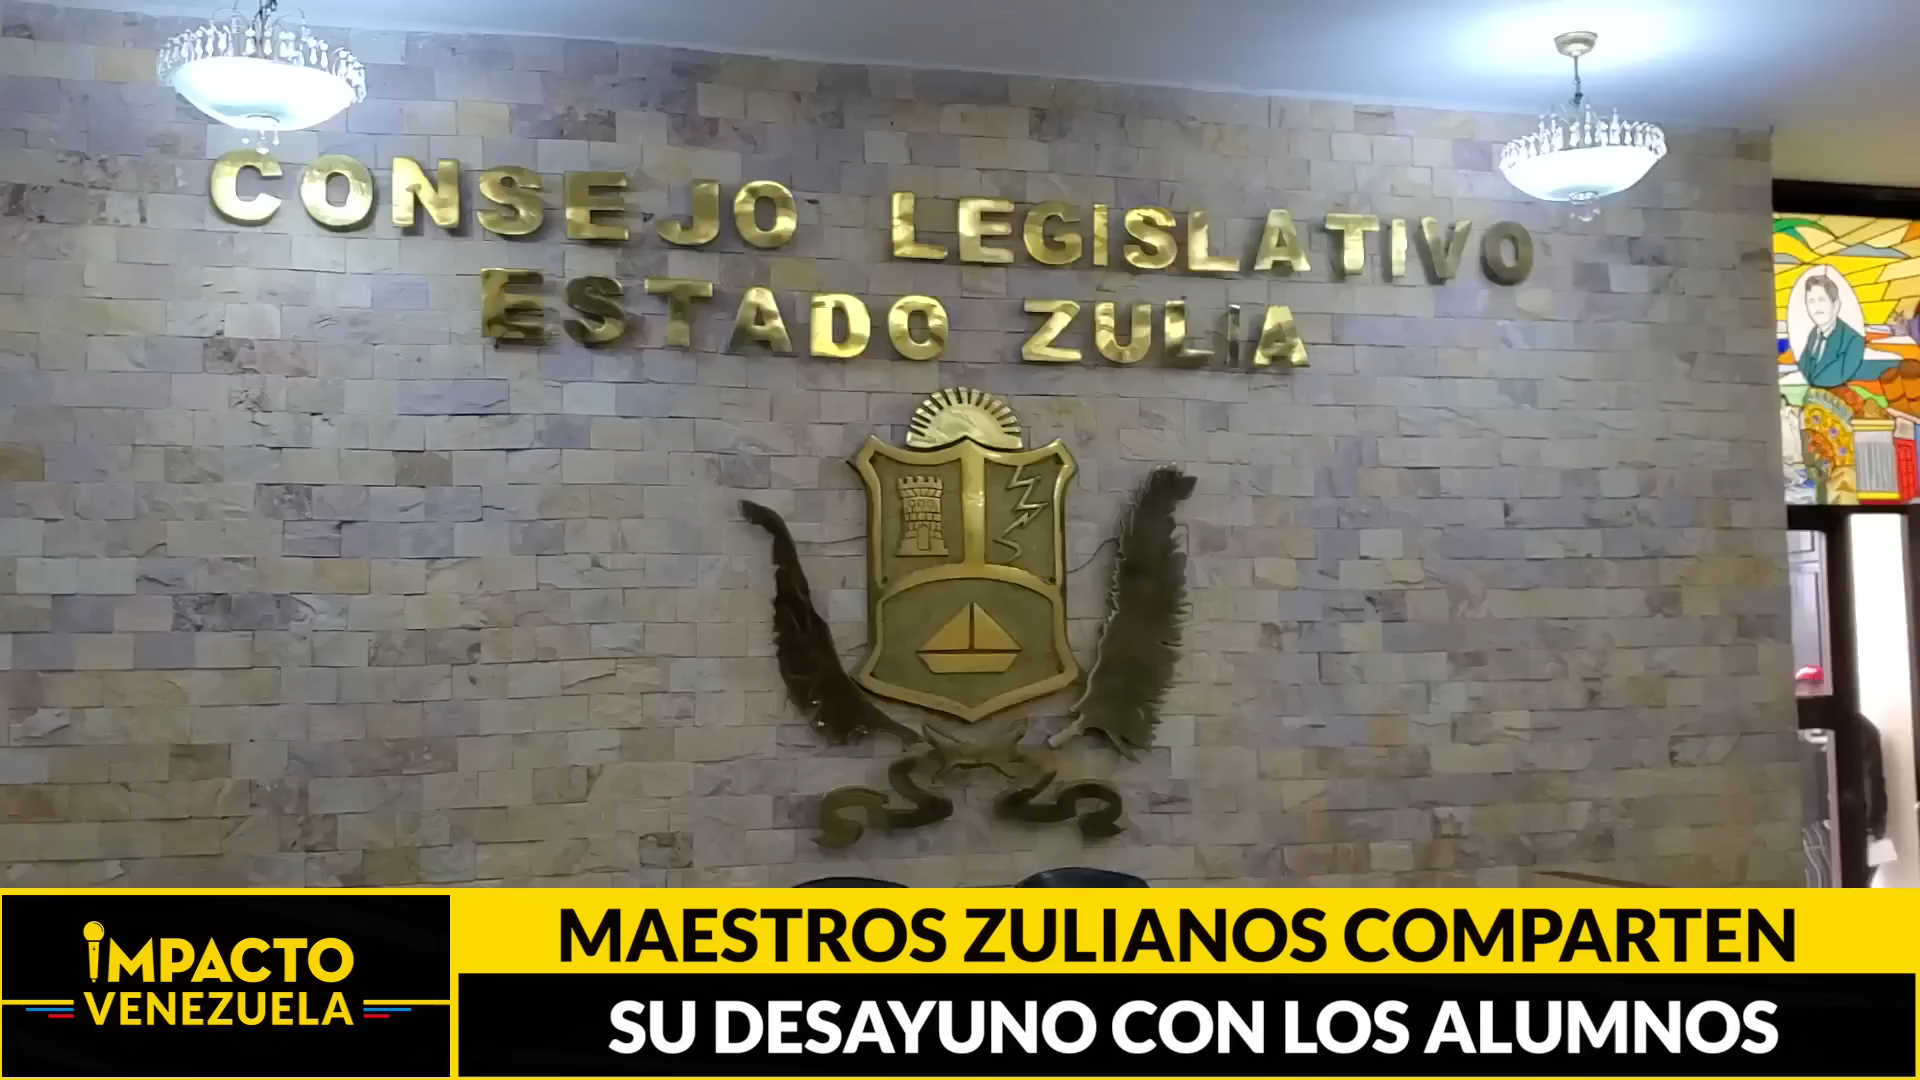 CONSEJO LEGISLATIVO
ESTADO ZULIA
IMPACTO
VENEZUELA
MAESTROS ZULIANOS COMPARTEN
SU DESAYUNO CON LOS ALUMNOS